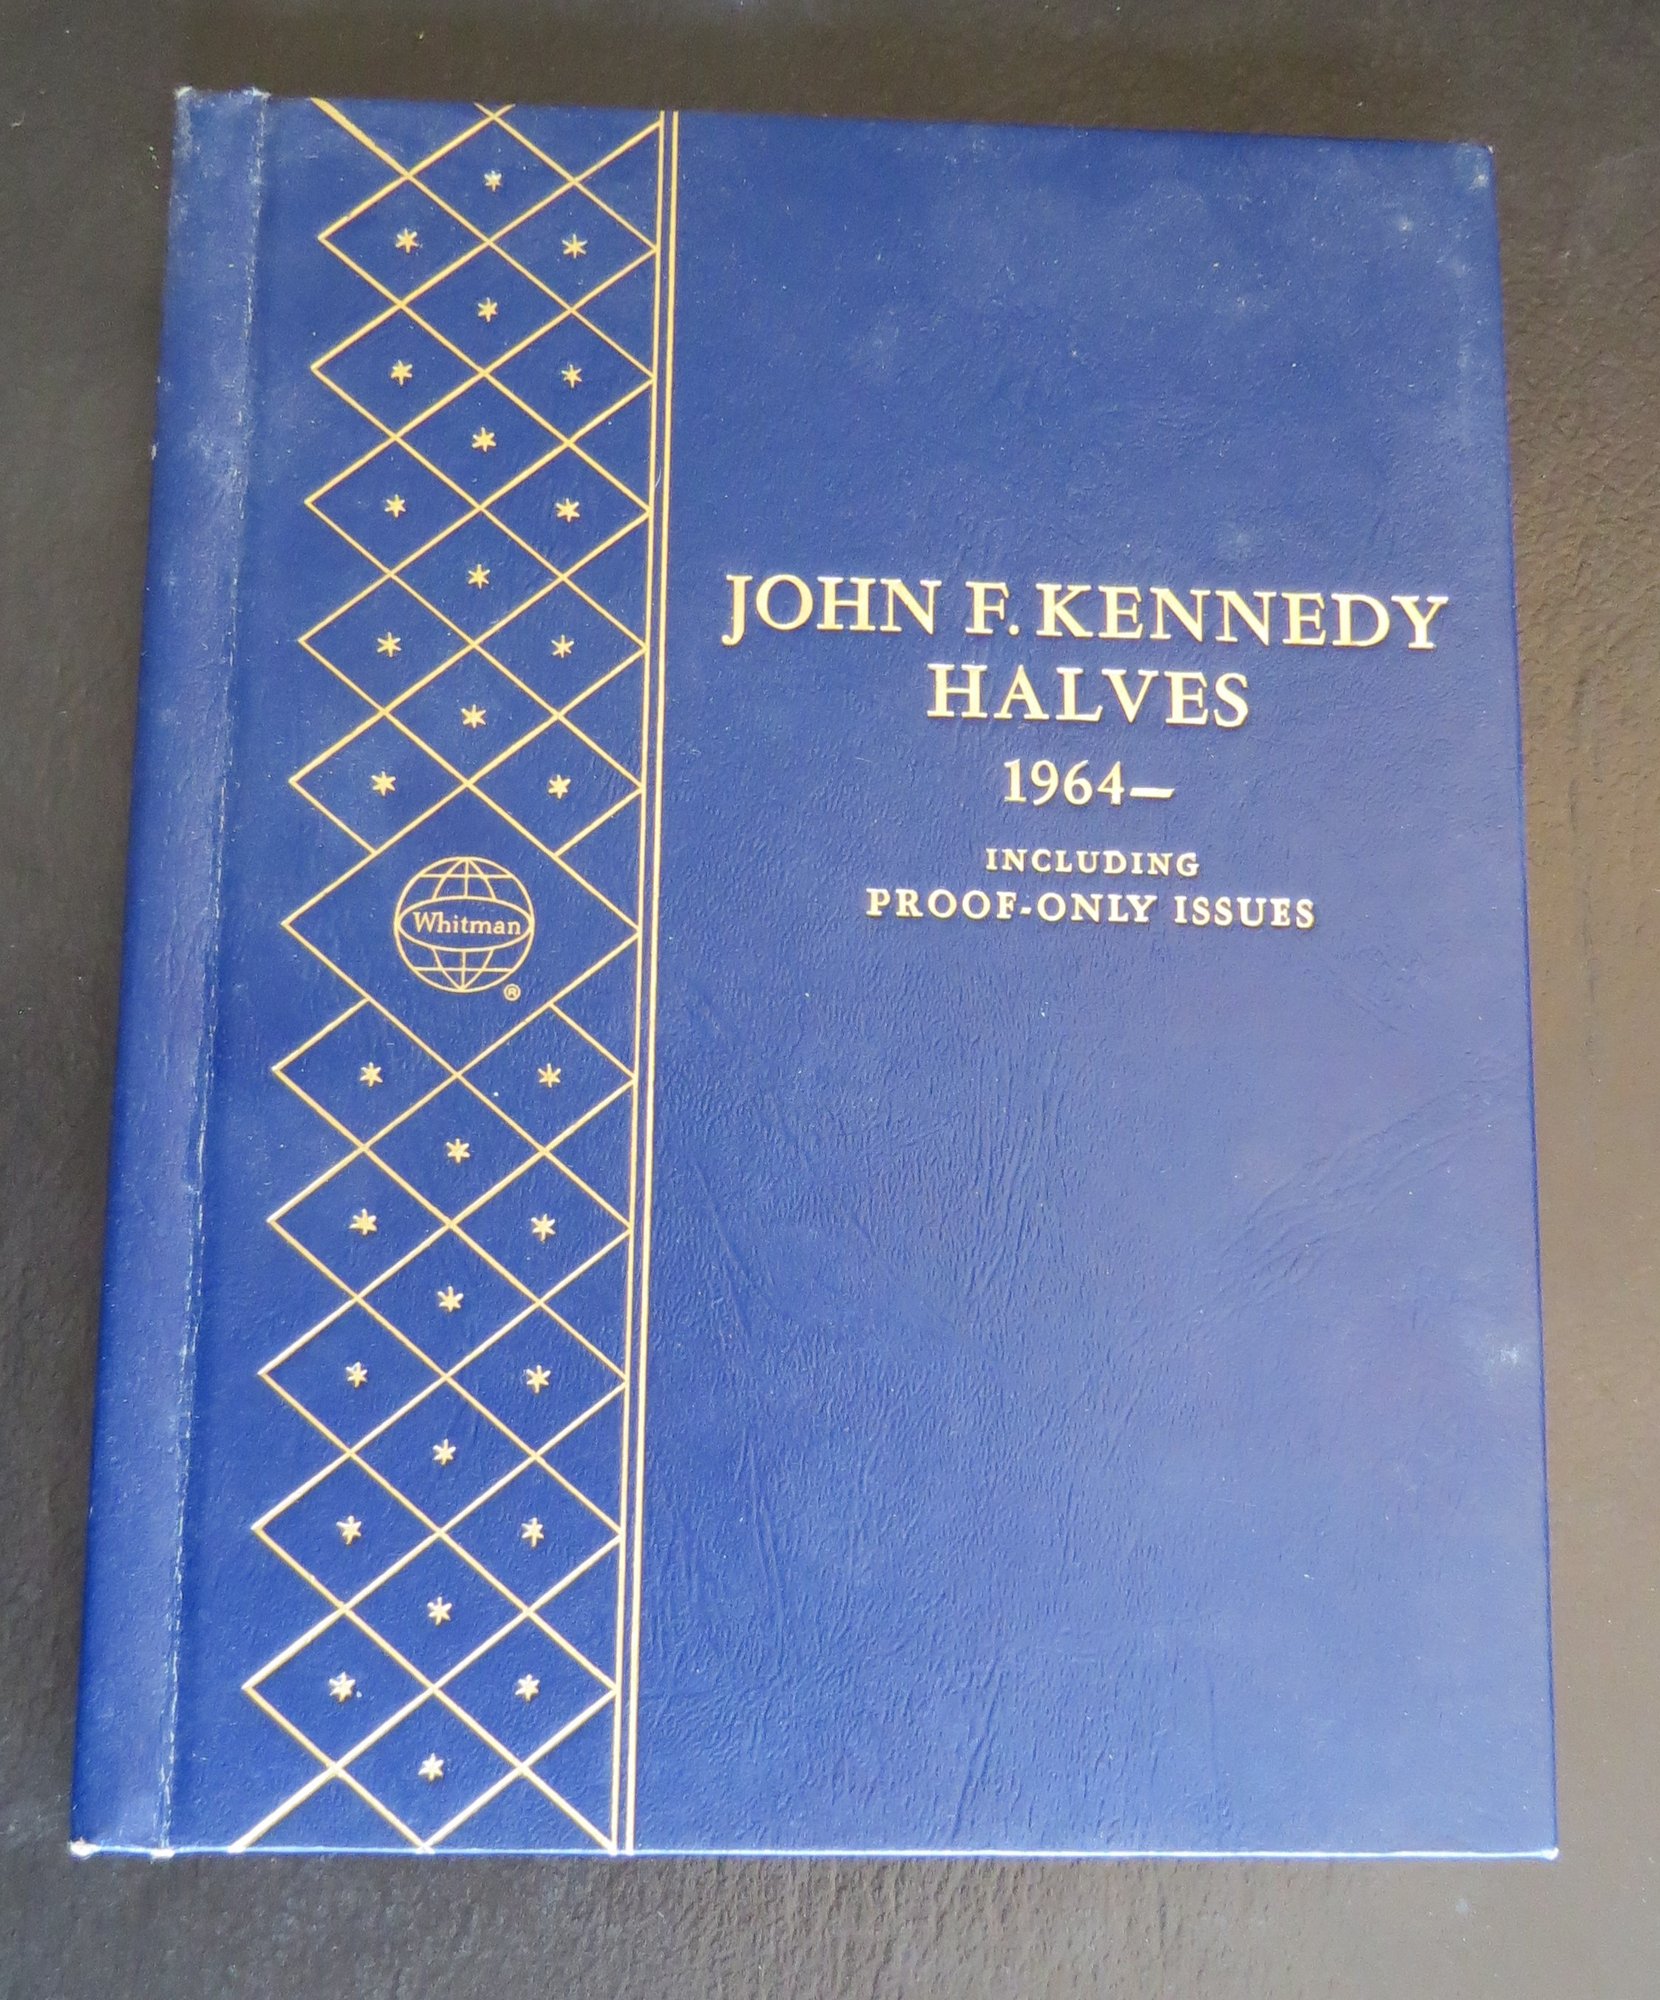 JOHN F. KENNEDY
HALVES
1964—
INCLUDING
PROOF-ONLY ISSUES
Whitman
®